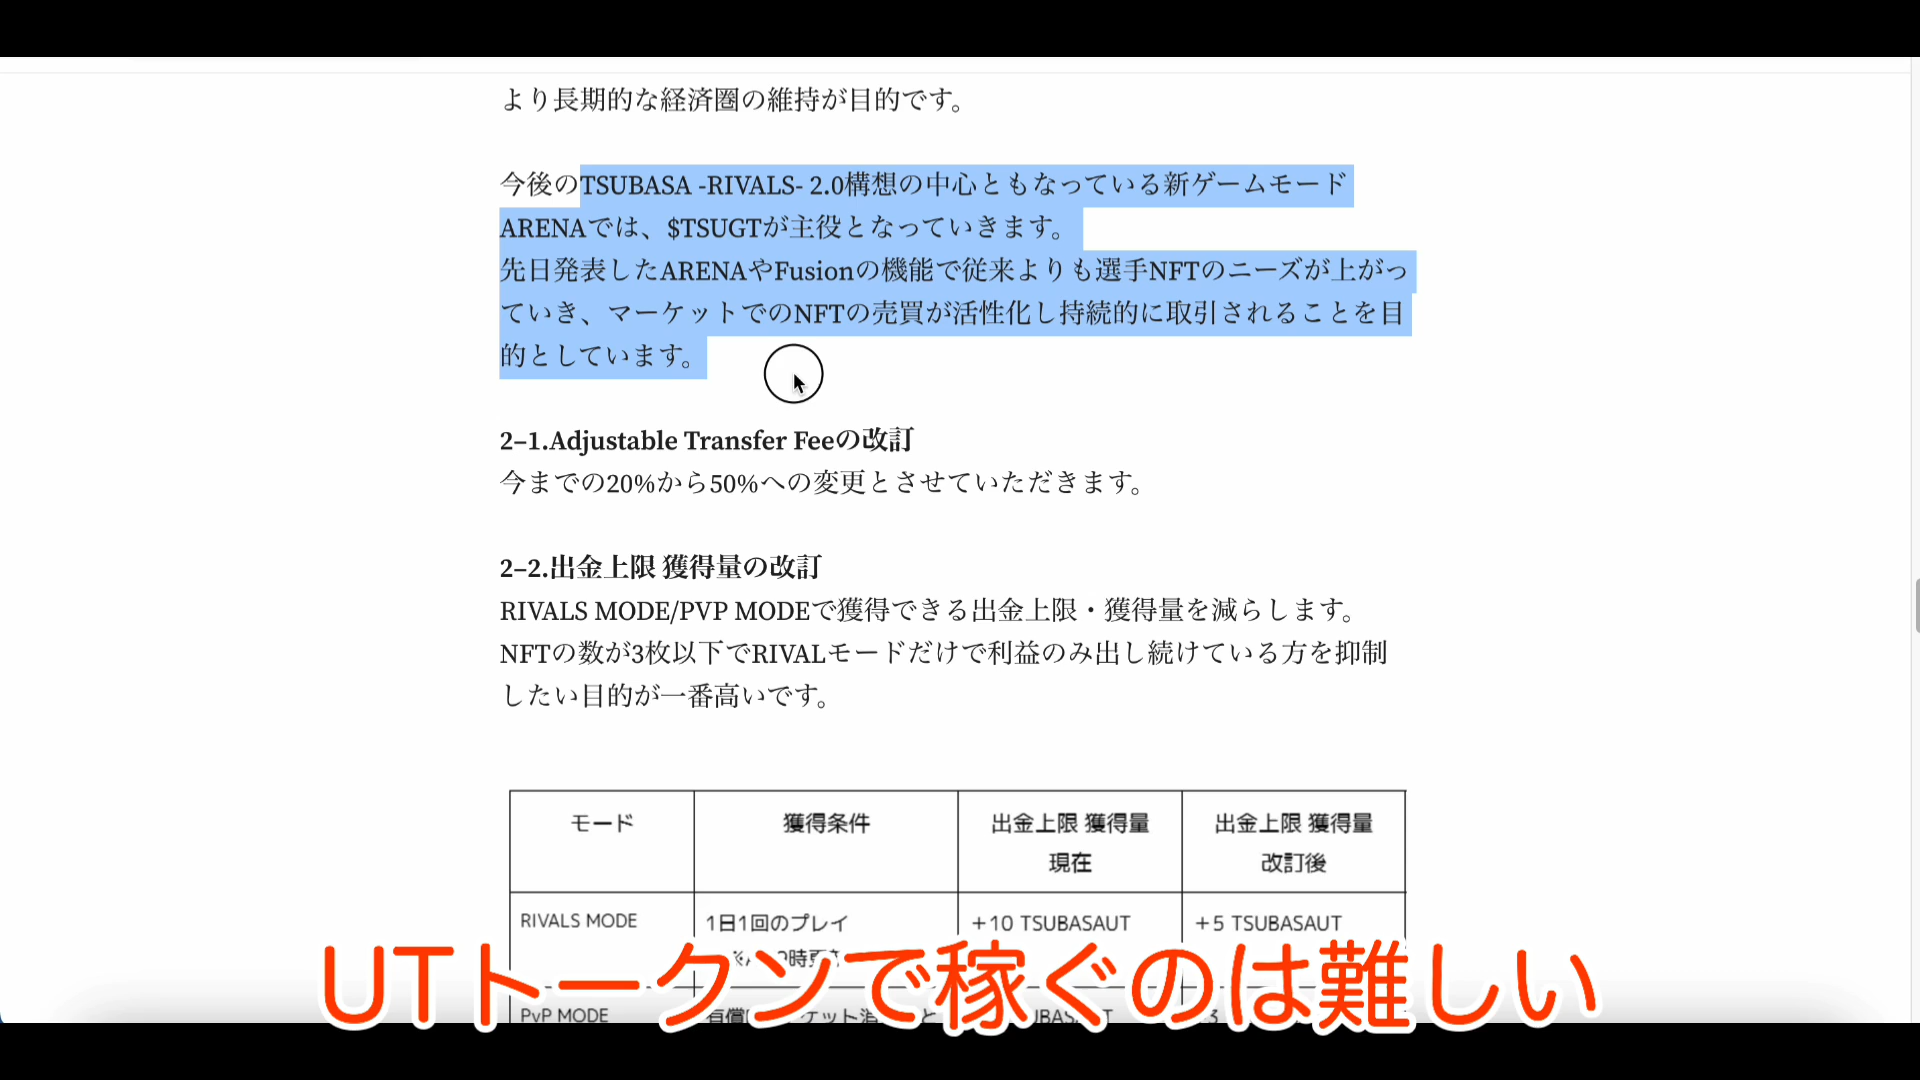 より長期的な経済圏の維持が目的です。
今後のTSUBASA -RIVALS- 2.0構想の中心ともなっている新ゲームモード
ARENAでは、$TSUGTが主役となっていきます。
先日発表したARENAやFusionの機能で従来よりも選手NFTのニーズが上がっ
ていき、マーケットでのNFTの売買が活性化し持続的に取引されることを目
的としています。
2–1.Adjustable Transfer Feeの改訂
今までの20%から50%への変更とさせていただきます。
2–2.出金上限 獲得量の改訂
RIVALS MODE/PVP MODEで獲得できる出金上限・獲得量を減らします。
NFTの数が3枚以下でRIVALモードだけで利益のみ出し続けている方を抑制
したい目的が一番高いです。
モード
獲得条件
出金上限 獲得量
現在
出金上限 獲得量
改訂後
RIVALS MODE
1日1回のプレイ
+10 TSUBASAUT
+5 TSUBASAUT
PvP MODE
UTトークンで稼ぐのは難しい